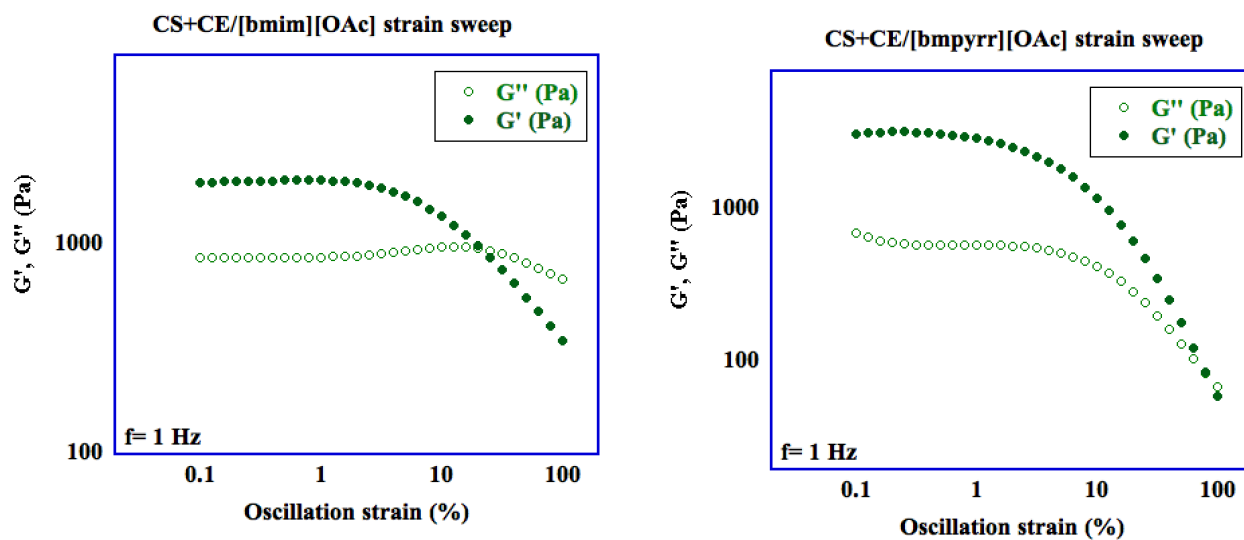 CS+CE/[bmim][OAc] strain sweep
G'' (Pa)
G' (Pa)
G', G'' (Pa)
1000
100
f= 1 Hz
0.1 1 10 100
Oscillation strain (%)
CS+CE/[bmpyrr][OAc] strain sweep
G'' (Pa)
G' (Pa)
G', G'' (Pa)
1000
100
f= 1 Hz
0.1 1 10 100
Oscillation strain (%)